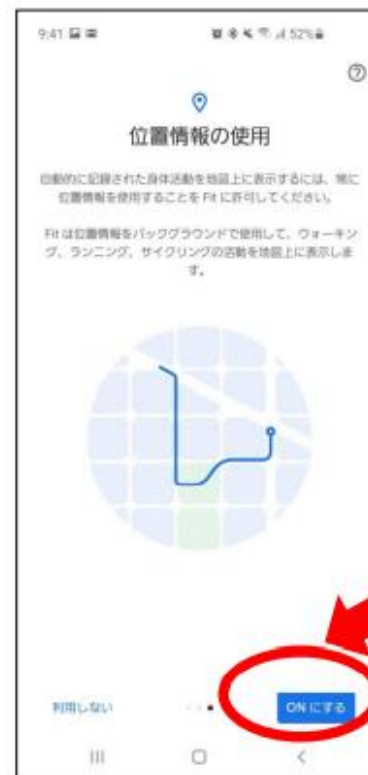 9:41
52%
位置情報の使用
自動的に記録された身体活動を地図上に表示するには、常に
位置情報を使用することを Fit に許可してください。
Fit は位置情報をバックグラウンドで使用して、ウォーキン
グ、ランニング、サイクリングの活動を地図上に表示しま
す。
利用しない
ON にする